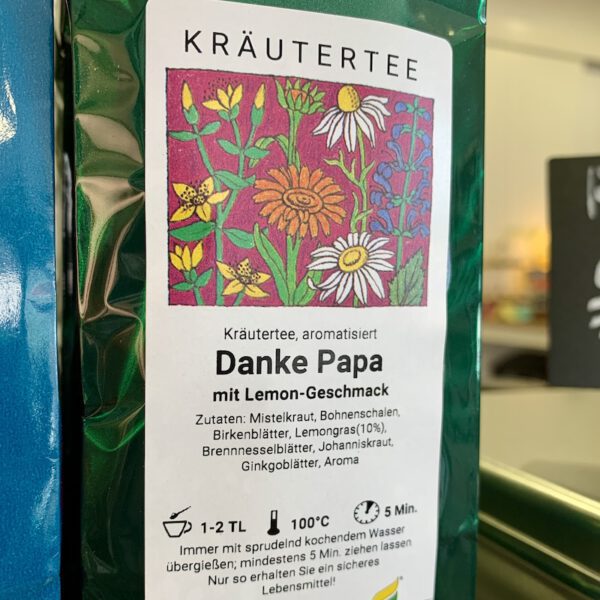 KRÄUTERTEE
Kräutertee, aromatisiert
Danke Papa
mit Lemon-Geschmack
Zutaten: Mistelkraut, Bohnenschalen,
Birkenblätter, Lemongras(10%),
Brennnesselblätter, Johanniskraut,
Ginkgoblätter, Aroma
1-2 TL 100°C 5 Min.
Immer mit sprudelnd kochendem Wasser
übergießen; mindestens 5 Min. ziehen lassen
Nur so erhalten Sie ein sicheres
Lebensmittel!